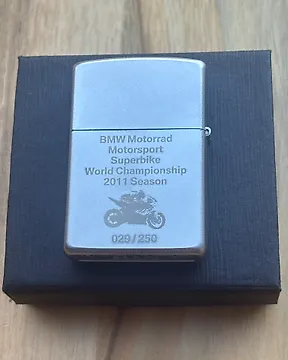 BMW Motorrad
Motorsport
Superbike
World Championship
2011 Season
029/250